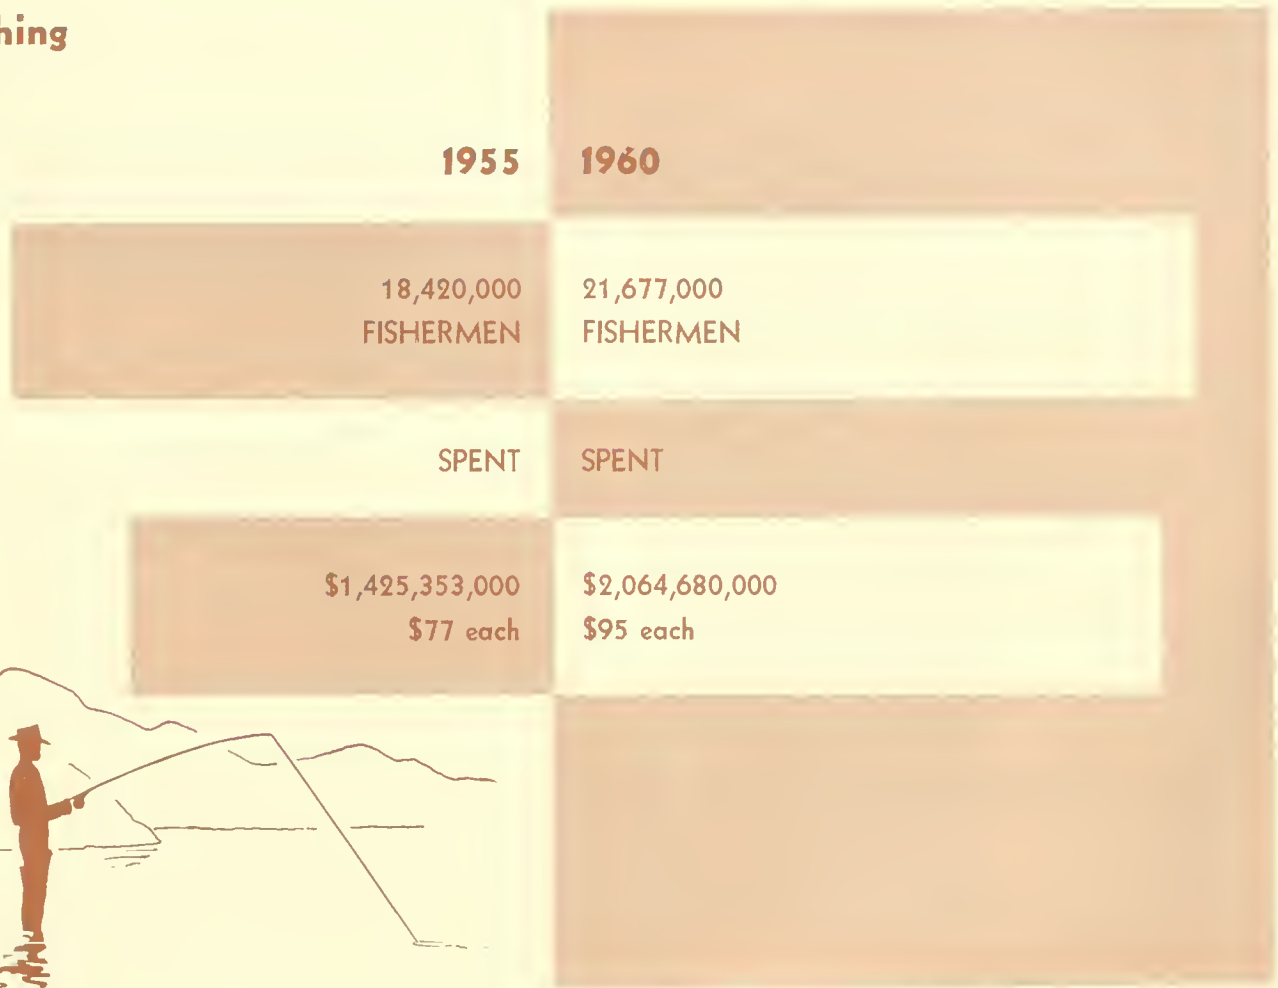 hing
1955 1960
18,420,000 21,677,000
FISHERMEN FISHERMEN
SPENT SPENT
$1,425,353,000 $2,064,680,000
$77 each $95 each